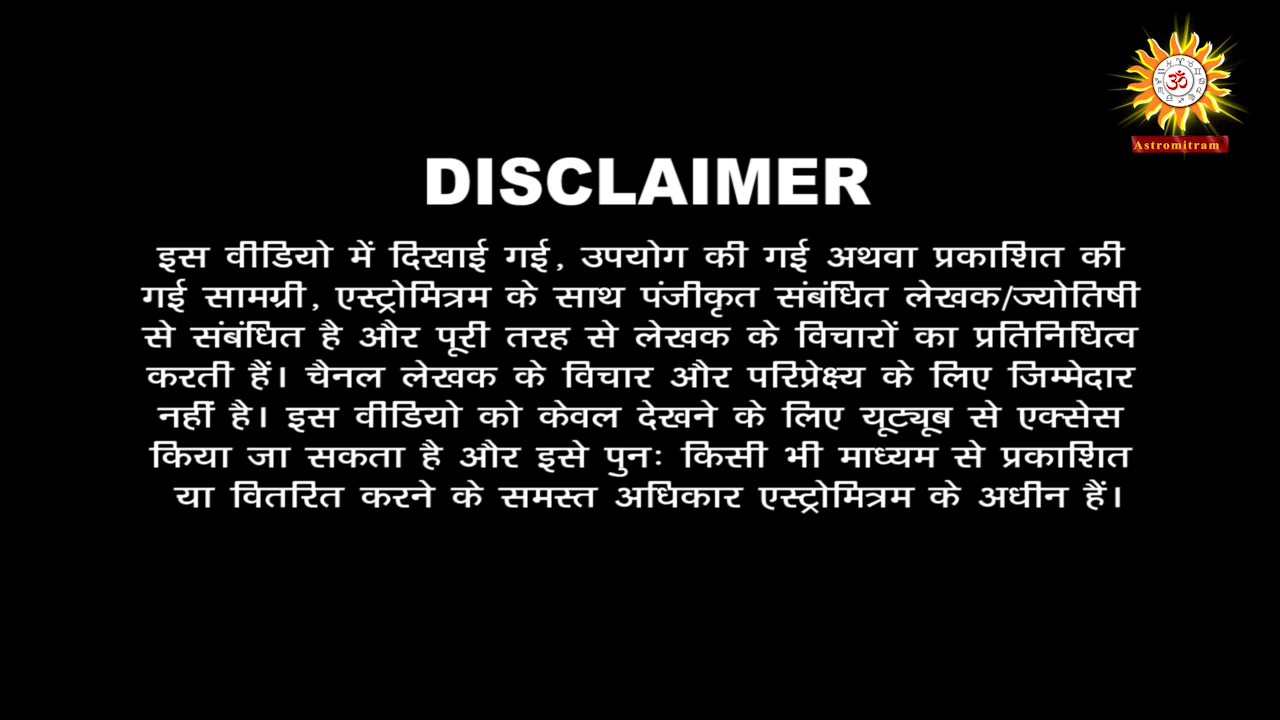 Astromitram
DISCLAIMER
इस वीडियो में दिखाई गई, उपयोग की गई अथवा प्रकाशित की
गई सामग्री, एस्ट्रोमित्रम के साथ पंजीकृत संबंधित लेखक/ज्योतिषी
से संबंधित है और पूरी तरह से लेखक के विचारों का प्रतिनिधित्व
करती हैं। चैनल लेखक के विचार और परिप्रेक्ष्य के लिए जिम्मेदार
नहीं है। इस वीडियो को केवल देखने के लिए यूट्यूब से एक्सेस
किया जा सकता है और इसे पुनः किसी भी माध्यम से प्रकाशित
या वितरित करने के समस्त अधिकार एस्ट्रोमित्रम के अधीन हैं।
ॐ